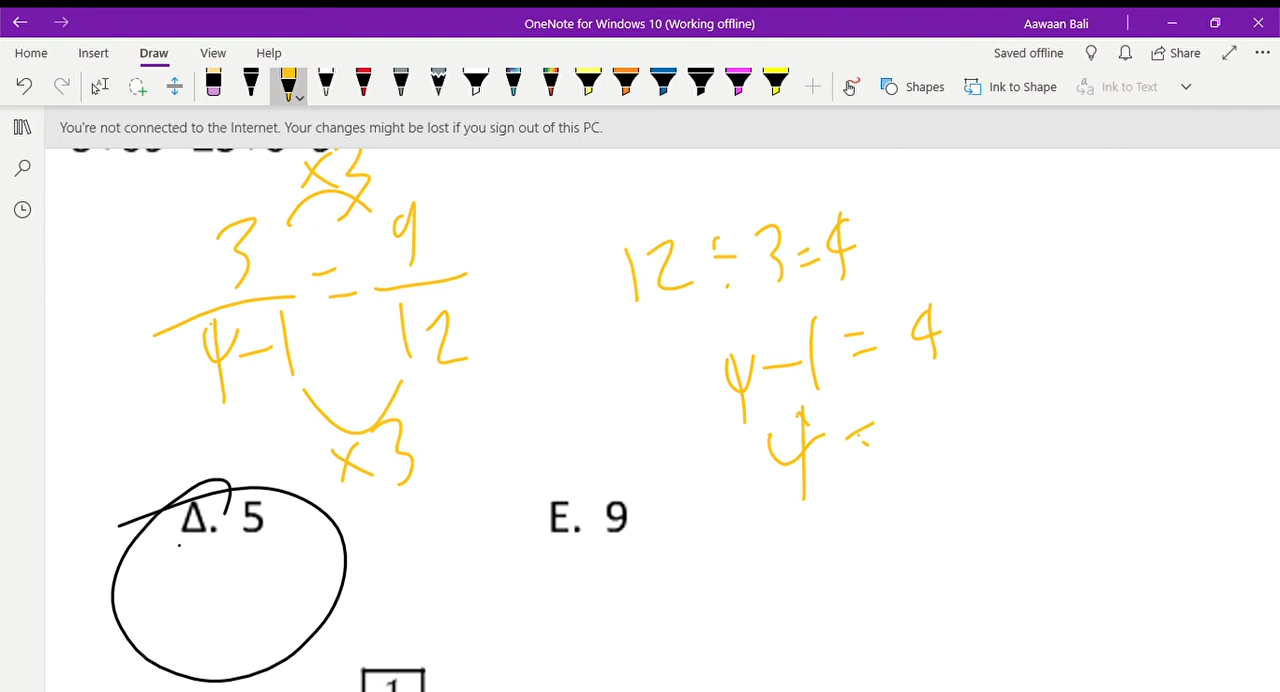 OneNote for Windows 10 (Working offline)
Aawaan Bali
Home Insert Draw View Help
Saved offline
Share
Shapes
Ink to Shape
Ink to Text
You're not connected to the Internet. Your changes might be lost if you sign out of this PC.
x3
3 9
=
ψ-1 12
x3
12 ÷ 3 = 4
ψ-1 = 4
ψ =
Δ. 5
E. 9
1